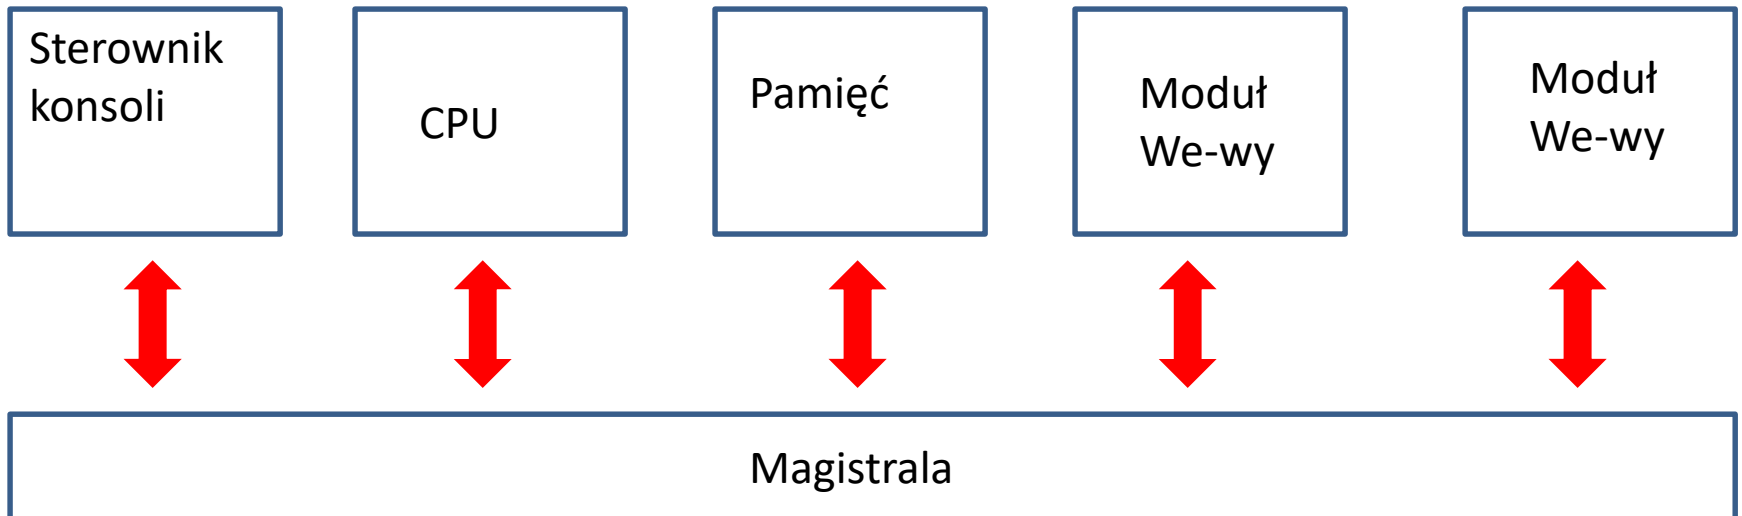 Sterownik
konsoli
CPU
Pamięć
Moduł
We-wy
Moduł
We-wy
Magistrala